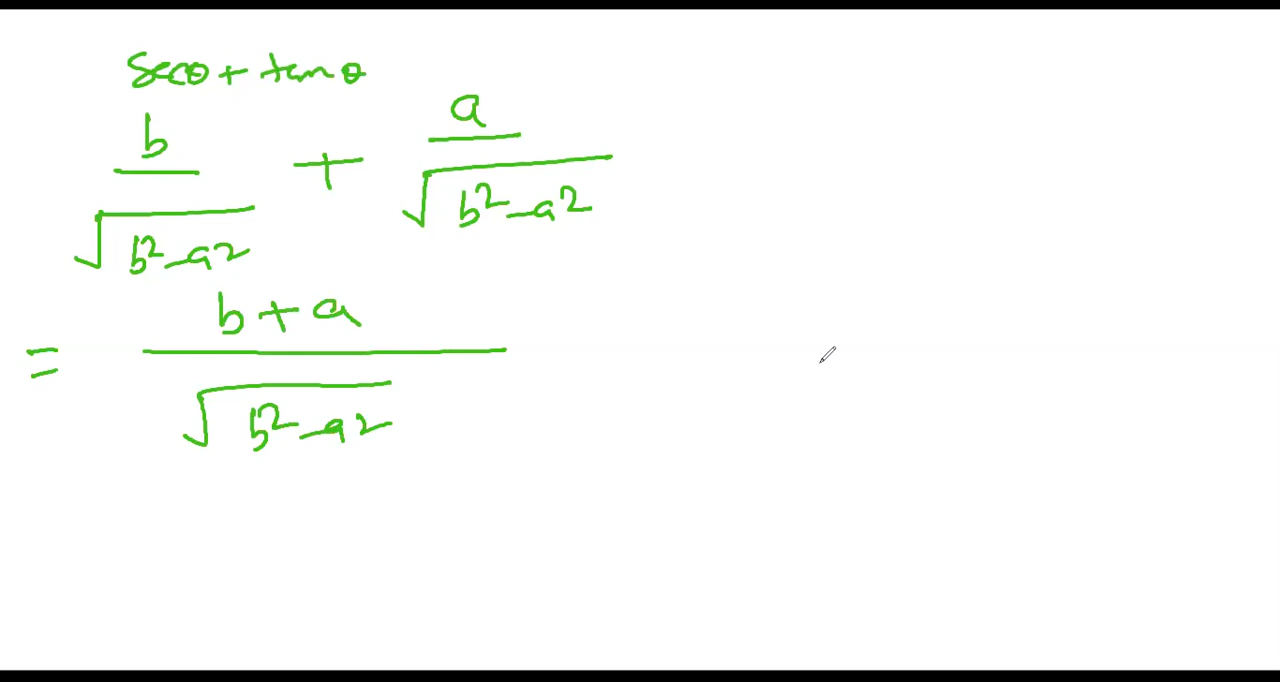 secθ + tanθ
b/√(b²-a²) + a/√(b²-a²)
= (b+a)/√(b²-a²)